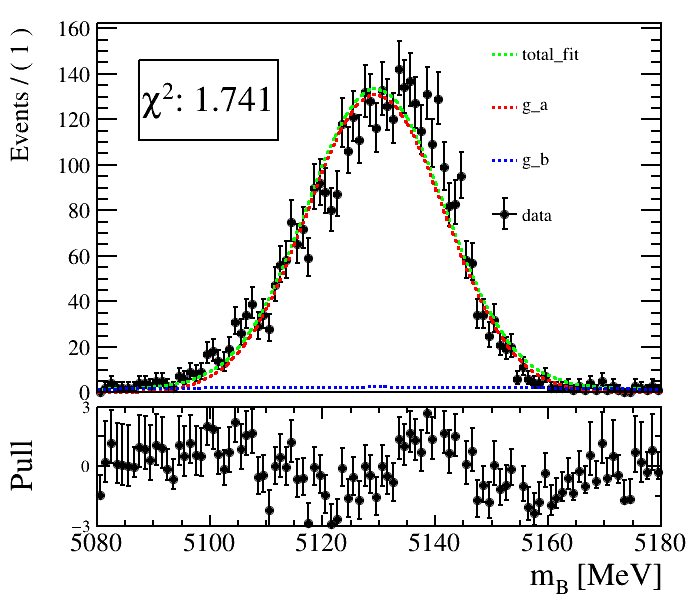 Events / ( 1 )
160
140
120
100
80
60
40
20
0
χ²: 1.741
total_fit
g_a
g_b
data
Pull
3
0
−3
5080 5100 5120 5140 5160 5180
m_B [MeV]